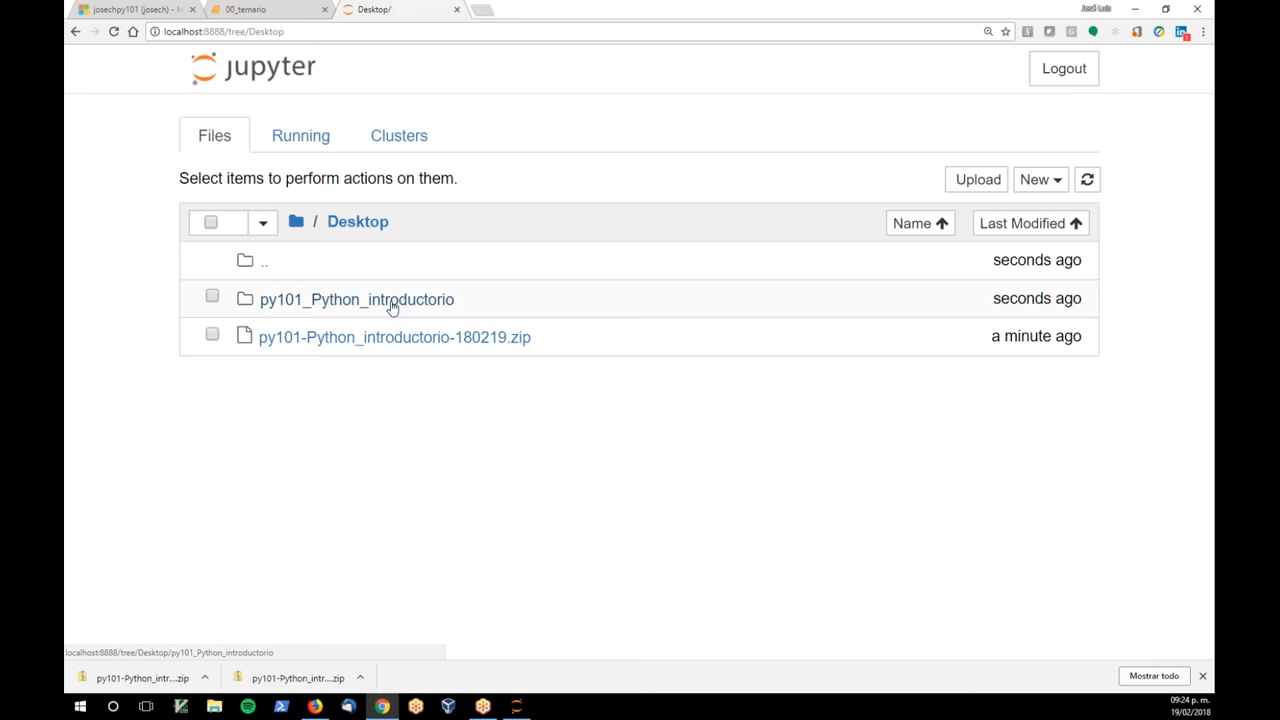 josechpy101 (josech) -
00_temario
Desktop/
José Luis
localhost:8888/tree/Desktop
jupyter
Logout
Files
Running
Clusters
Select items to perform actions on them.
Upload
New
/ Desktop
Name
Last Modified
..
seconds ago
py101_Python_introductorio
seconds ago
py101-Python_introductorio-180219.zip
a minute ago
localhost:8888/tree/Desktop/py101_Python_introductorio
py101-Python_intr....zip
py101-Python_intr....zip
Mostrar todo
09:24 p. m.
19/02/2018